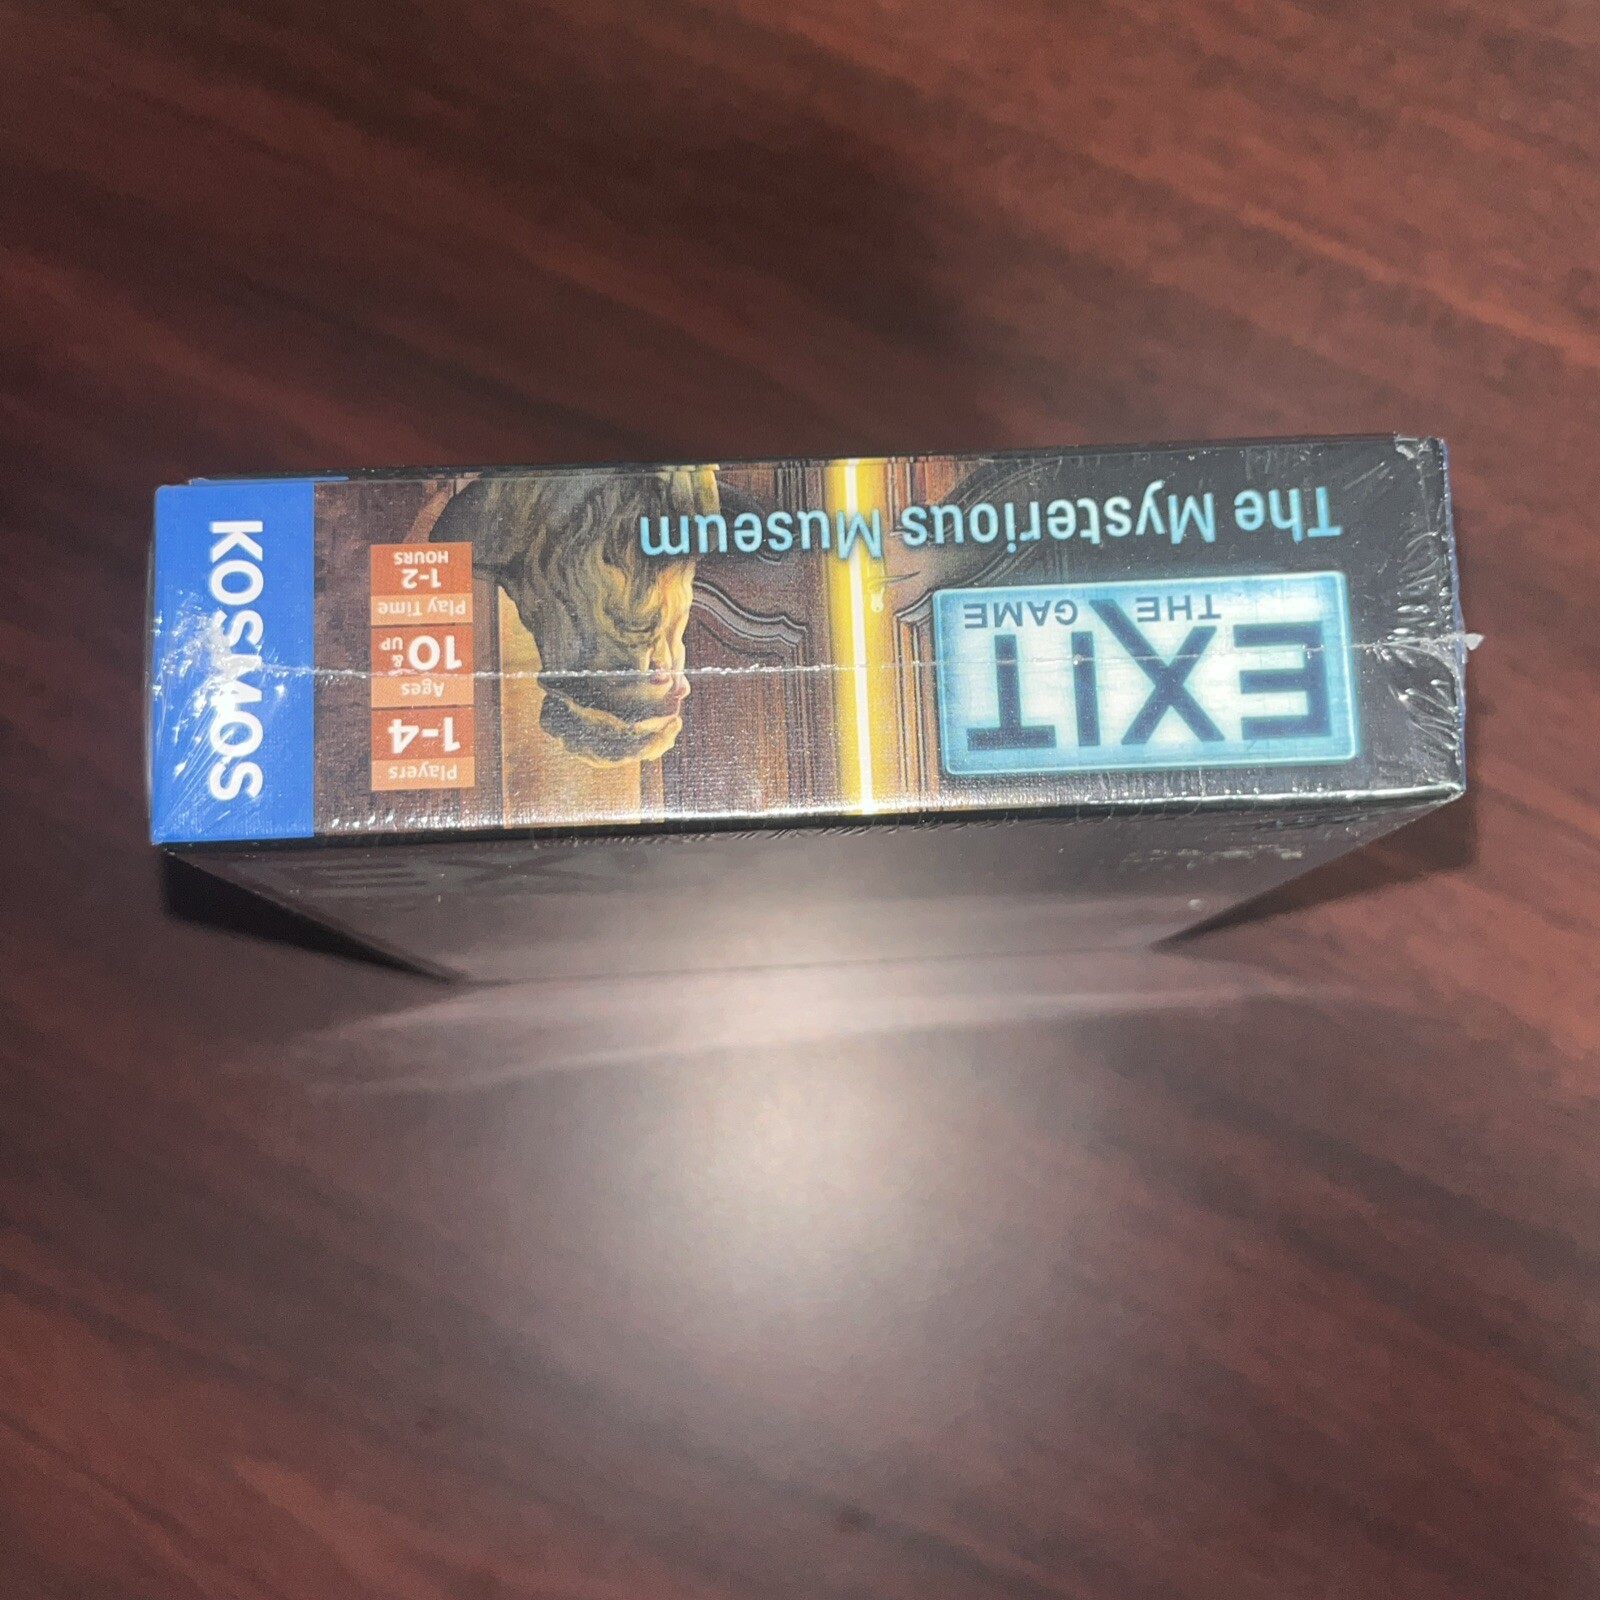 EXIT
THE GAME
The Mysterious Museum
Players
1-4
Ages
10 & UP
Play Time
1-2
HOURS
KOSMOS